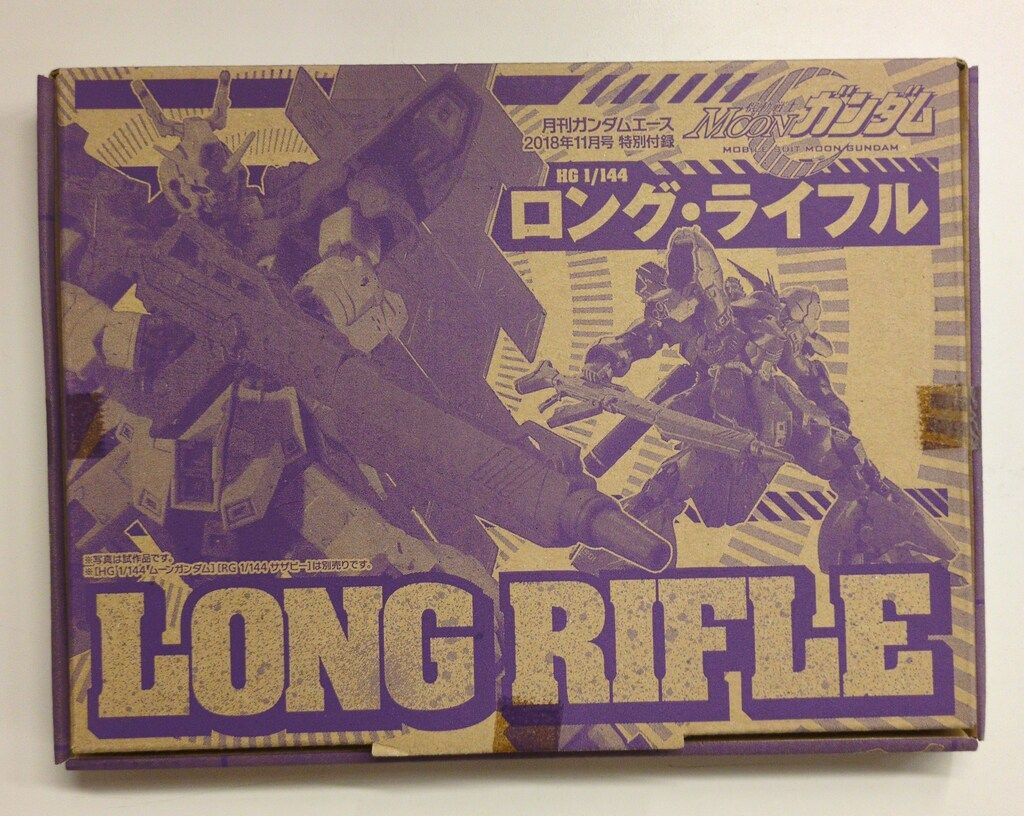 月刊ガンダムエース
2018年11月号 特別付録
機動戦士
MOONガンダム
MOBILE SUIT MOON GUNDAM
HG 1/144
ロング・ライフル
※写真は試作品です。
※[HG 1/144 ムーンガンダム] [RG 1/144 サザビー] は別売りです。
LONG RIFLE